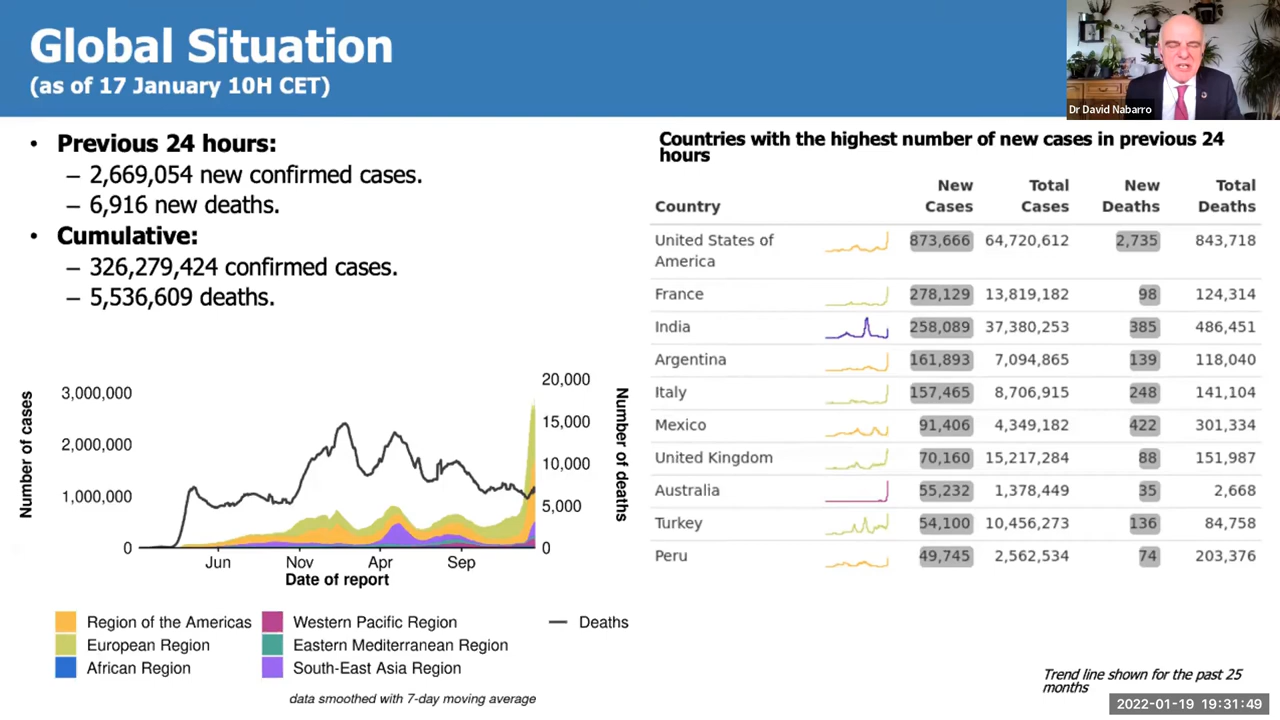 Global Situation
(as of 17 January 10H CET)
Dr David Nabarro
• Previous 24 hours:
– 2,669,054 new confirmed cases.
– 6,916 new deaths.
• Cumulative:
– 326,279,424 confirmed cases.
– 5,536,609 deaths.
Number of cases
3,000,000
2,000,000
1,000,000
0
20,000
15,000
10,000
5,000
0
Number of deaths
Jun Nov Apr Sep
Date of report
Region of the Americas Western Pacific Region Deaths
European Region Eastern Mediterranean Region
African Region South-East Asia Region
data smoothed with 7-day moving average
Countries with the highest number of new cases in previous 24
hours
New Total New Total
Country Cases Cases Deaths Deaths
United States of 873,666 64,720,612 2,735 843,718
America
France 278,129 13,819,182 98 124,314
India 258,089 37,380,253 385 486,451
Argentina 161,893 7,094,865 139 118,040
Italy 157,465 8,706,915 248 141,104
Mexico 91,406 4,349,182 422 301,334
United Kingdom 70,160 15,217,284 88 151,987
Australia 55,232 1,378,449 35 2,668
Turkey 54,100 10,456,273 136 84,758
Peru 49,745 2,562,534 74 203,376
Trend line shown for the past 25
months
2022-01-19 19:31:49